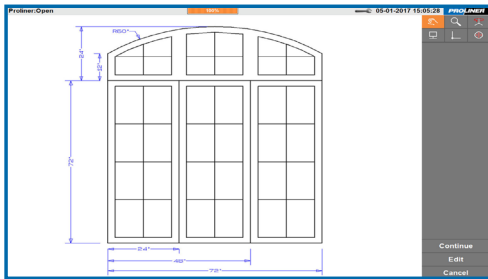 Proliner:Open
05-01-2017 15:05:28 PROLINER
R60"
24"
12"
72"
24"
48"
72"
Continue
Edit
Cancel